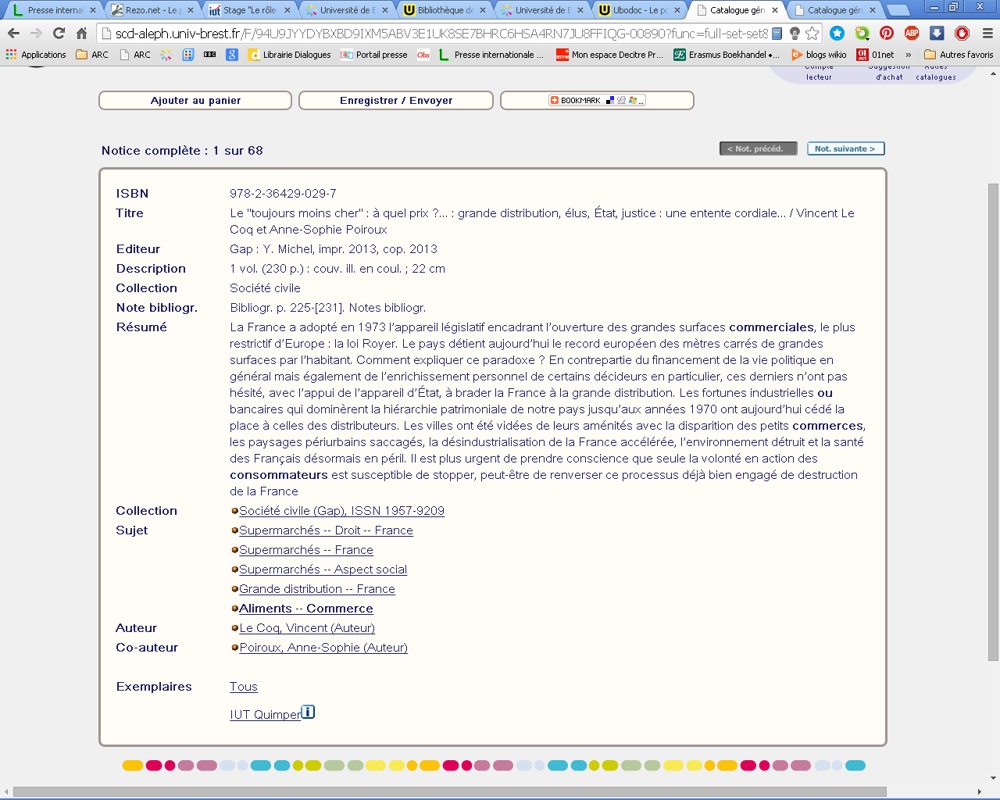 Presse internat
Rezo.net - Le p
iut Stage "Le rôle
Université de B
Bibliothèque de
Université de B
Ubodoc - Le po
Catalogue gén
Catalogue gén
scd-aleph.univ-brest.fr/F/94U9JYYDYBXBD9IXM5ABV3E1UK8SE7BHRC6HSA4RN7JU8FFIQG-00890?func=full-set-set&
Applications ARC ARC BBC Librairie Dialogues Portail presse Obs Presse internationale ... Mon espace Decitre Pr... Erasmus Boekhandel •... blogs wikio 01net » Autres favoris
Compte lecteur
Suggestion d'achat
Autres catalogues
Ajouter au panier
Enregistrer / Envoyer
BOOKMARK ...
Notice complète : 1 sur 68
< Not. précéd.
Not. suivante >
ISBN 978-2-36429-029-7
Titre Le "toujours moins cher" : à quel prix ?... : grande distribution, élus, État, justice : une entente cordiale... / Vincent Le
Coq et Anne-Sophie Poiroux
Editeur Gap : Y. Michel, impr. 2013, cop. 2013
Description 1 vol. (230 p.) : couv. ill. en coul. ; 22 cm
Collection Société civile
Note bibliogr. Bibliogr. p. 225-[231]. Notes bibliogr.
Résumé La France a adopté en 1973 l'appareil législatif encadrant l'ouverture des grandes surfaces commerciales, le plus
restrictif d'Europe : la loi Royer. Le pays détient aujourd'hui le record européen des mètres carrés de grandes
surfaces par l'habitant. Comment expliquer ce paradoxe ? En contrepartie du financement de la vie politique en
général mais également de l'enrichissement personnel de certains décideurs en particulier, ces derniers n'ont pas
hésité, avec l'appui de l'appareil d'État, à brader la France à la grande distribution. Les fortunes industrielles ou
bancaires qui dominèrent la hiérarchie patrimoniale de notre pays jusqu'aux années 1970 ont aujourd'hui cédé la
place à celles des distributeurs. Les villes ont été vidées de leurs aménités avec la disparition des petits commerces,
les paysages périurbains saccagés, la désindustrialisation de la France accélérée, l'environnement détruit et la santé
des Français désormais en péril. Il est plus urgent de prendre conscience que seule la volonté en action des
consommateurs est susceptible de stopper, peut-être de renverser ce processus déjà bien engagé de destruction
de la France
Collection Société civile (Gap), ISSN 1957-9209
Sujet Supermarchés -- Droit -- France
Supermarchés -- France
Supermarchés -- Aspect social
Grande distribution -- France
Aliments -- Commerce
Auteur Le Coq, Vincent (Auteur)
Co-auteur Poiroux, Anne-Sophie (Auteur)
Exemplaires Tous
IUT Quimper